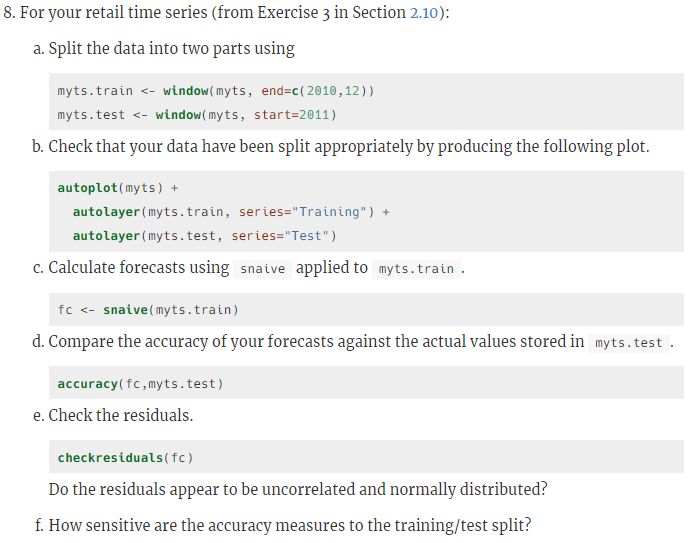 8. For your retail time series (from Exercise 3 in Section 2.10):
a. Split the data into two parts using
myts.train <- window(myts, end=c(2010,12))
myts.test <- window(myts, start=2011)
b. Check that your data have been split appropriately by producing the following plot.
autoplot(myts) +
  autolayer(myts.train, series="Training") +
  autolayer(myts.test, series="Test")
c. Calculate forecasts using snaive applied to myts.train .
fc <- snaive(myts.train)
d. Compare the accuracy of your forecasts against the actual values stored in myts.test .
accuracy(fc,myts.test)
e. Check the residuals.
checkresiduals(fc)
Do the residuals appear to be uncorrelated and normally distributed?
f. How sensitive are the accuracy measures to the training/test split?